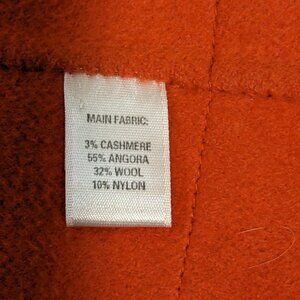 MAIN FABRIC:
3% CASHMERE
55% ANGORA
32% WOOL
10% NYLON